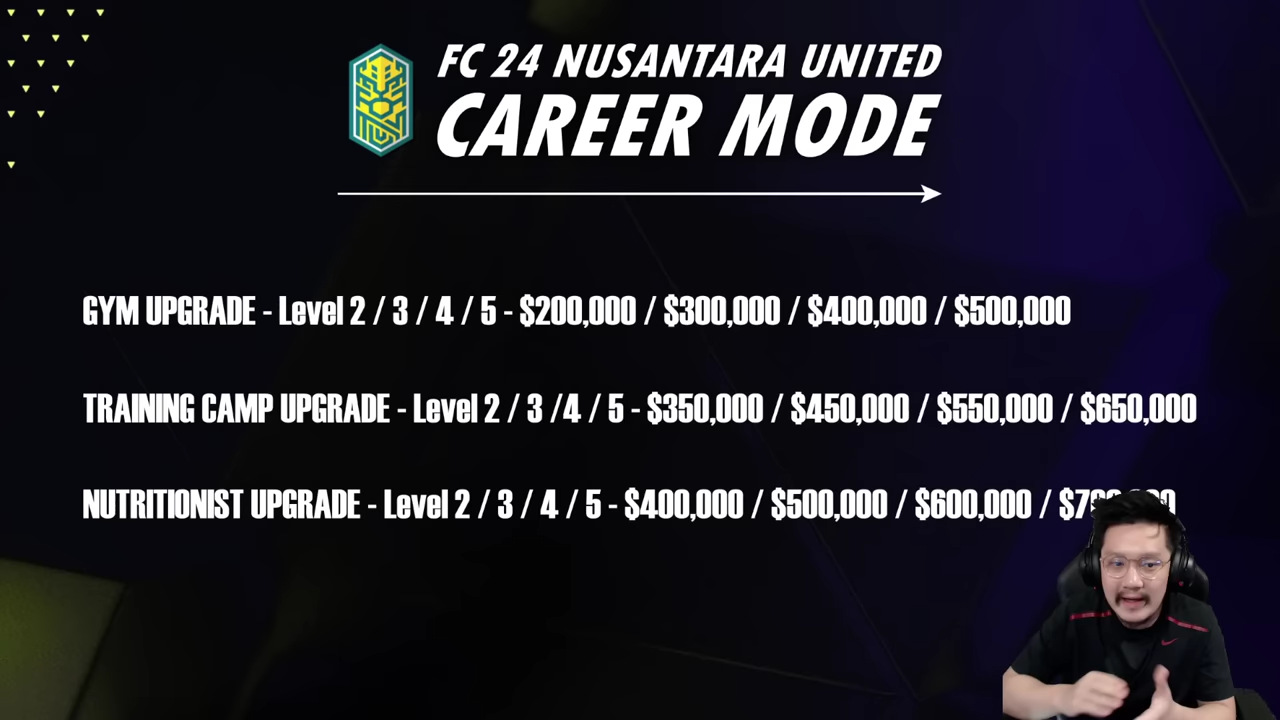 FC 24 NUSANTARA UNITED
CAREER MODE
GYM UPGRADE - Level 2 / 3 / 4 / 5 - $200,000 / $300,000 / $400,000 / $500,000
TRAINING CAMP UPGRADE - Level 2 / 3 /4 / 5 - $350,000 / $450,000 / $550,000 / $650,000
NUTRITIONIST UPGRADE - Level 2 / 3 / 4 / 5 - $400,000 / $500,000 / $600,000 /